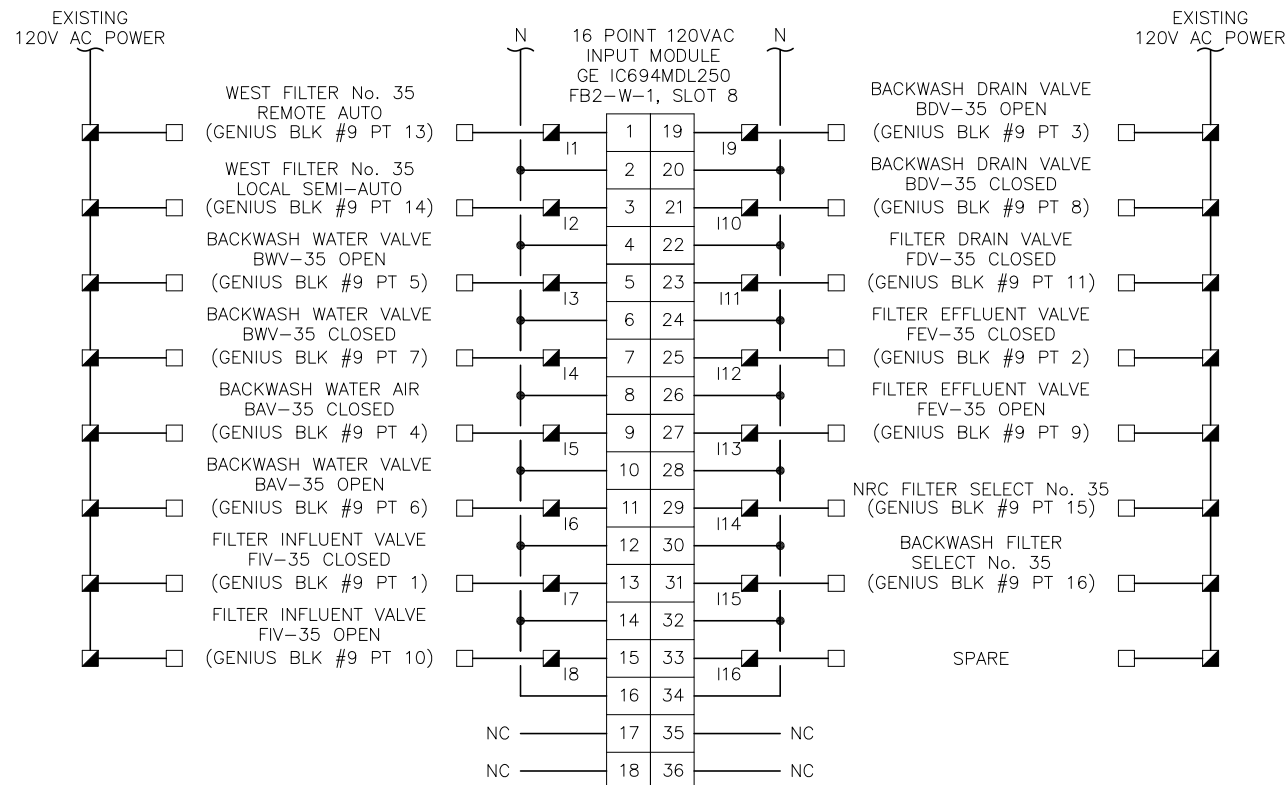 EXISTING
120V AC POWER
N
16 POINT 120VAC
INPUT MODULE
GE IC694MDL250
FB2-W-1, SLOT 8
N
EXISTING
120V AC POWER
WEST FILTER No. 35
REMOTE AUTO
(GENIUS BLK #9 PT 13)
I1
1 19
I9
BACKWASH DRAIN VALVE
BDV-35 OPEN
(GENIUS BLK #9 PT 3)
2 20
WEST FILTER No. 35
LOCAL SEMI-AUTO
(GENIUS BLK #9 PT 14)
I2
3 21
I10
BACKWASH DRAIN VALVE
BDV-35 CLOSED
(GENIUS BLK #9 PT 8)
4 22
BACKWASH WATER VALVE
BWV-35 OPEN
(GENIUS BLK #9 PT 5)
I3
5 23
I11
FILTER DRAIN VALVE
FDV-35 CLOSED
(GENIUS BLK #9 PT 11)
6 24
BACKWASH WATER VALVE
BWV-35 CLOSED
(GENIUS BLK #9 PT 7)
I4
7 25
I12
FILTER EFFLUENT VALVE
FEV-35 CLOSED
(GENIUS BLK #9 PT 2)
8 26
BACKWASH WATER AIR
BAV-35 CLOSED
(GENIUS BLK #9 PT 4)
I5
9 27
I13
FILTER EFFLUENT VALVE
FEV-35 OPEN
(GENIUS BLK #9 PT 9)
10 28
BACKWASH WATER VALVE
BAV-35 OPEN
(GENIUS BLK #9 PT 6)
I6
11 29
I14
NRC FILTER SELECT No. 35
(GENIUS BLK #9 PT 15)
12 30
FILTER INFLUENT VALVE
FIV-35 CLOSED
(GENIUS BLK #9 PT 1)
I7
13 31
I15
BACKWASH FILTER
SELECT No. 35
(GENIUS BLK #9 PT 16)
14 32
FILTER INFLUENT VALVE
FIV-35 OPEN
(GENIUS BLK #9 PT 10)
I8
15 33
I16
SPARE
16 34
NC 17 35 NC
NC 18 36 NC